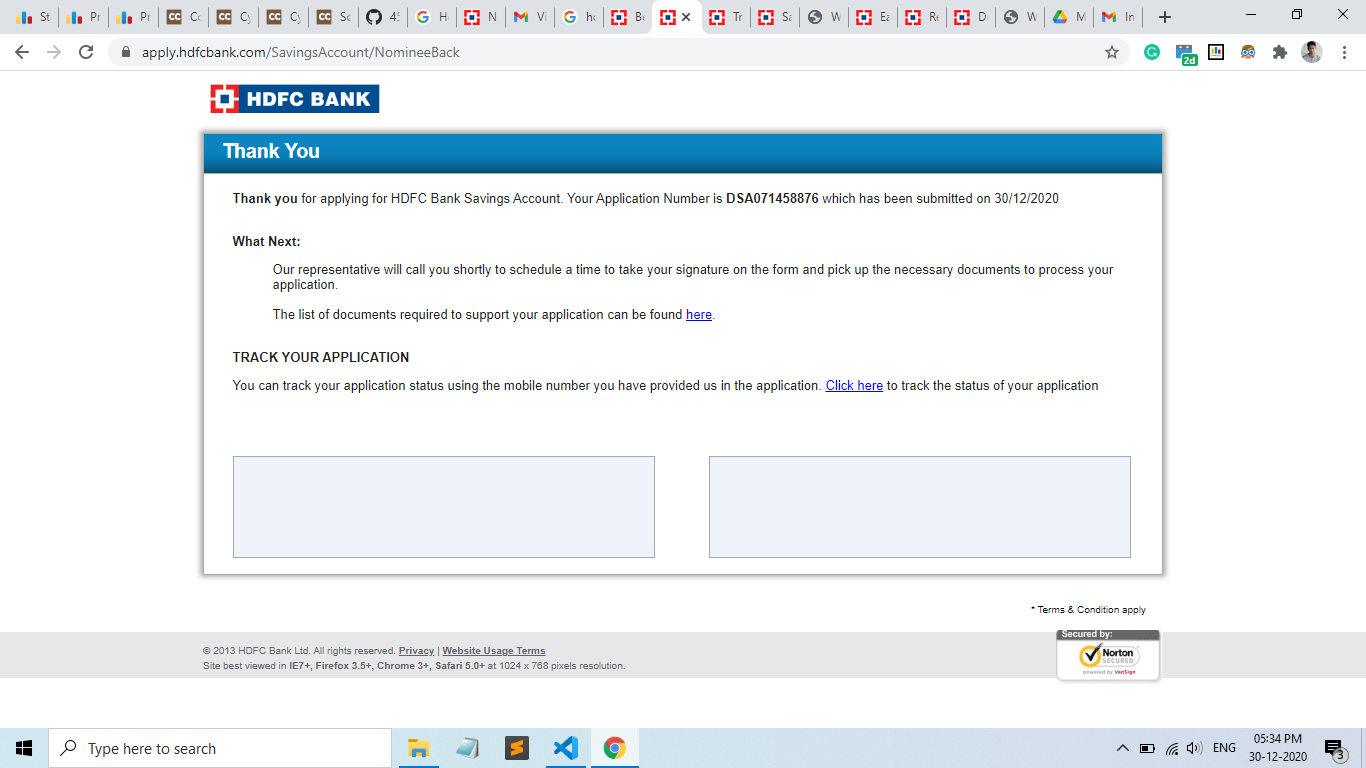 St
Pr
Pr
Co
Cy
Cy
So
45
H
N
Vi
ho
Be
Tr
Sa
W
Ea
Re
D
W
M
In
apply.hdfcbank.com/SavingsAccount/NomineeBack
2d
HDFC BANK
Thank You
Thank you for applying for HDFC Bank Savings Account. Your Application Number is DSA071458876 which has been submitted on 30/12/2020
What Next:
Our representative will call you shortly to schedule a time to take your signature on the form and pick up the necessary documents to process your
application.
The list of documents required to support your application can be found here.
TRACK YOUR APPLICATION
You can track your application status using the mobile number you have provided us in the application. Click here to track the status of your application
* Terms & Condition apply
© 2013 HDFC Bank Ltd. All rights reserved. Privacy | Website Usage Terms
Site best viewed in IE7+, Firefox 3.5+, Chrome 3+, Safari 5.0+ at 1024 x 768 pixels resolution.
Secured by:
Norton
SECURED
powered by VeriSign
Type here to search
ENG
05:34 PM
30-12-2020
3